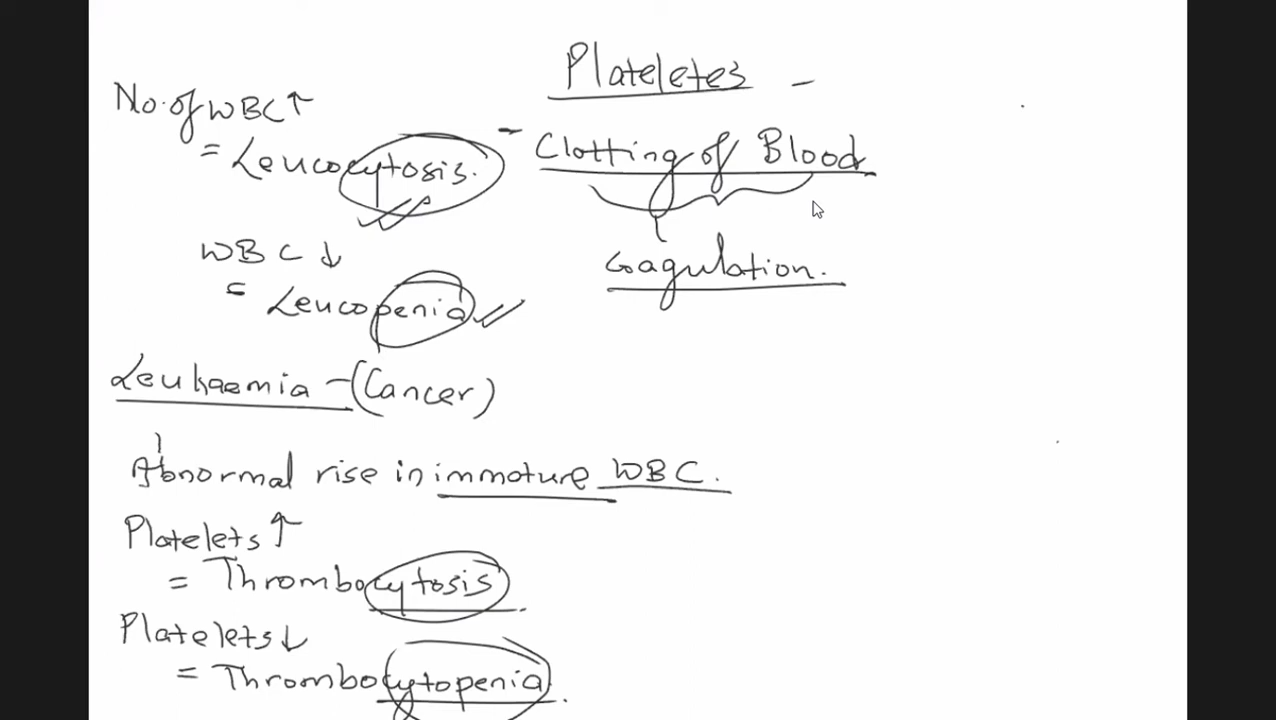 No. of WBC ↑
= Leucocytosis.
WBC ↓
= Leucopenia
Leukaemia - (Cancer)
Abnormal rise in immature WBC.
Platelets ↑
= Thrombocytosis
Platelets ↓
= Thrombocytopenia.
Plateletes -
- Clotting of Blood
Coagulation.